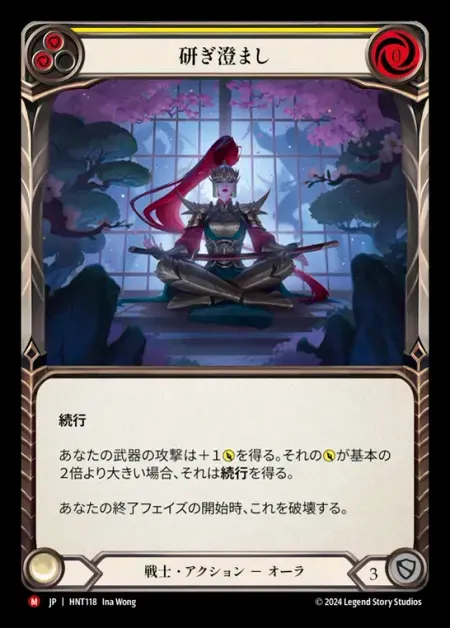 研ぎ澄まし
0
続行
あなたの武器の攻撃は＋1を得る。それのが基本の
2倍より大きい場合、それは続行を得る。
あなたの終了フェイズの開始時、これを破壊する。
戦士・アクション － オーラ
3
M JP | HNT118 Ina Wong
© 2024 Legend Story Studios